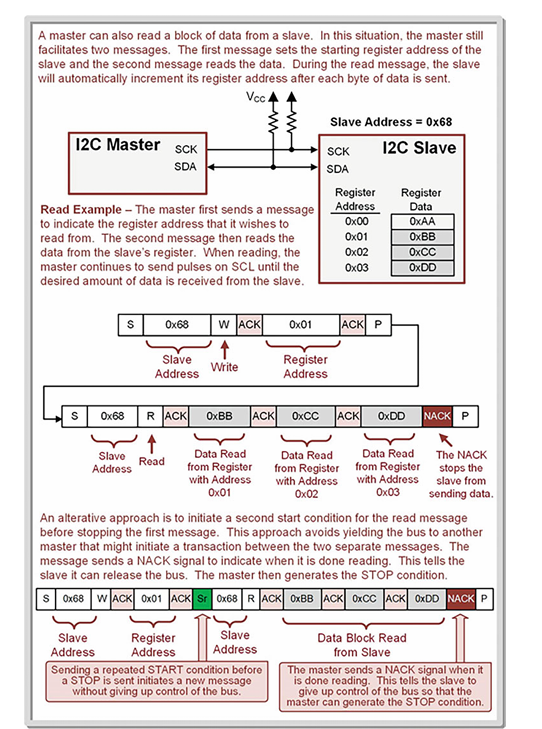 A master can also read a block of data from a slave. In this situation, the master still
facilitates two messages. The first message sets the starting register address of the
slave and the second message reads the data. During the read message, the slave
will automatically increment its register address after each byte of data is sent.
VCC
Slave Address = 0x68
I2C Master
SCK
SDA
I2C Slave
SCK
SDA
Register Address
Register Data
0x00 0xAA
0x01 0xBB
0x02 0xCC
0x03 0xDD
Read Example – The master first sends a message
to indicate the register address that it wishes to
read from. The second message then reads the
data from the slave's register. When reading, the
master continues to send pulses on SCL until the
desired amount of data is received from the slave.
S 0x68 W ACK 0x01 ACK P
Slave
Address
Write
Register
Address
S 0x68 R ACK 0xBB ACK 0xCC ACK 0xDD NACK P
Slave
Address
Read
Data Read
from Register
with Address
0x01
Data Read
from Register
with Address
0x02
Data Read
from Register
with Address
0x03
The NACK
stops the
slave from
sending data.
An alterative approach is to initiate a second start condition for the read message
before stopping the first message. This approach avoids yielding the bus to another
master that might initiate a transaction between the two separate messages. The
message sends a NACK signal to indicate when it is done reading. This tells the
slave it can release the bus. The master then generates the STOP condition.
S 0x68 W ACK 0x01 ACK Sr 0x68 R ACK 0xBB ACK 0xCC ACK 0xDD NACK P
Slave
Address
Register
Address
Slave
Address
Data Block Read
from Slave
Sending a repeated START condition before
a STOP is sent initiates a new message
without giving up control of the bus.
The master sends a NACK signal when it
is done reading. This tells the slave to
give up control of the bus so that the
master can generate the STOP condition.